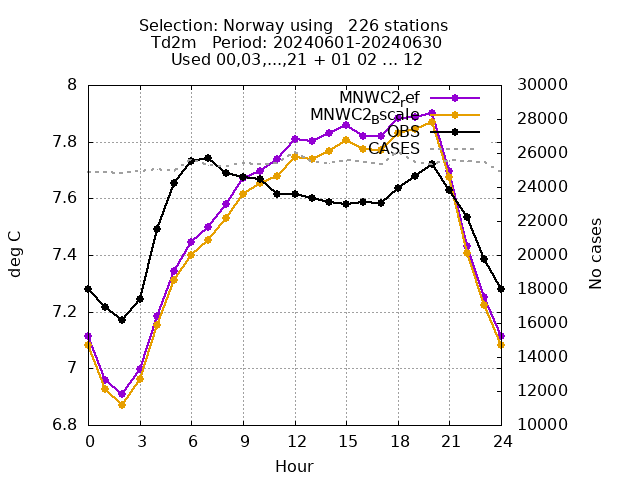 Selection: Norway using   226 stations
Td2m   Period: 20240601-20240630
Used 00,03,...,21 + 01 02 ... 12
8
7.8
7.6
7.4
7.2
7
6.8
deg C
30000
28000
26000
24000
22000
20000
18000
16000
14000
12000
10000
No cases
MNWC2ref
MNWC2Bscale
OBS
CASES
0 3 6 9 12 15 18 21 24
Hour